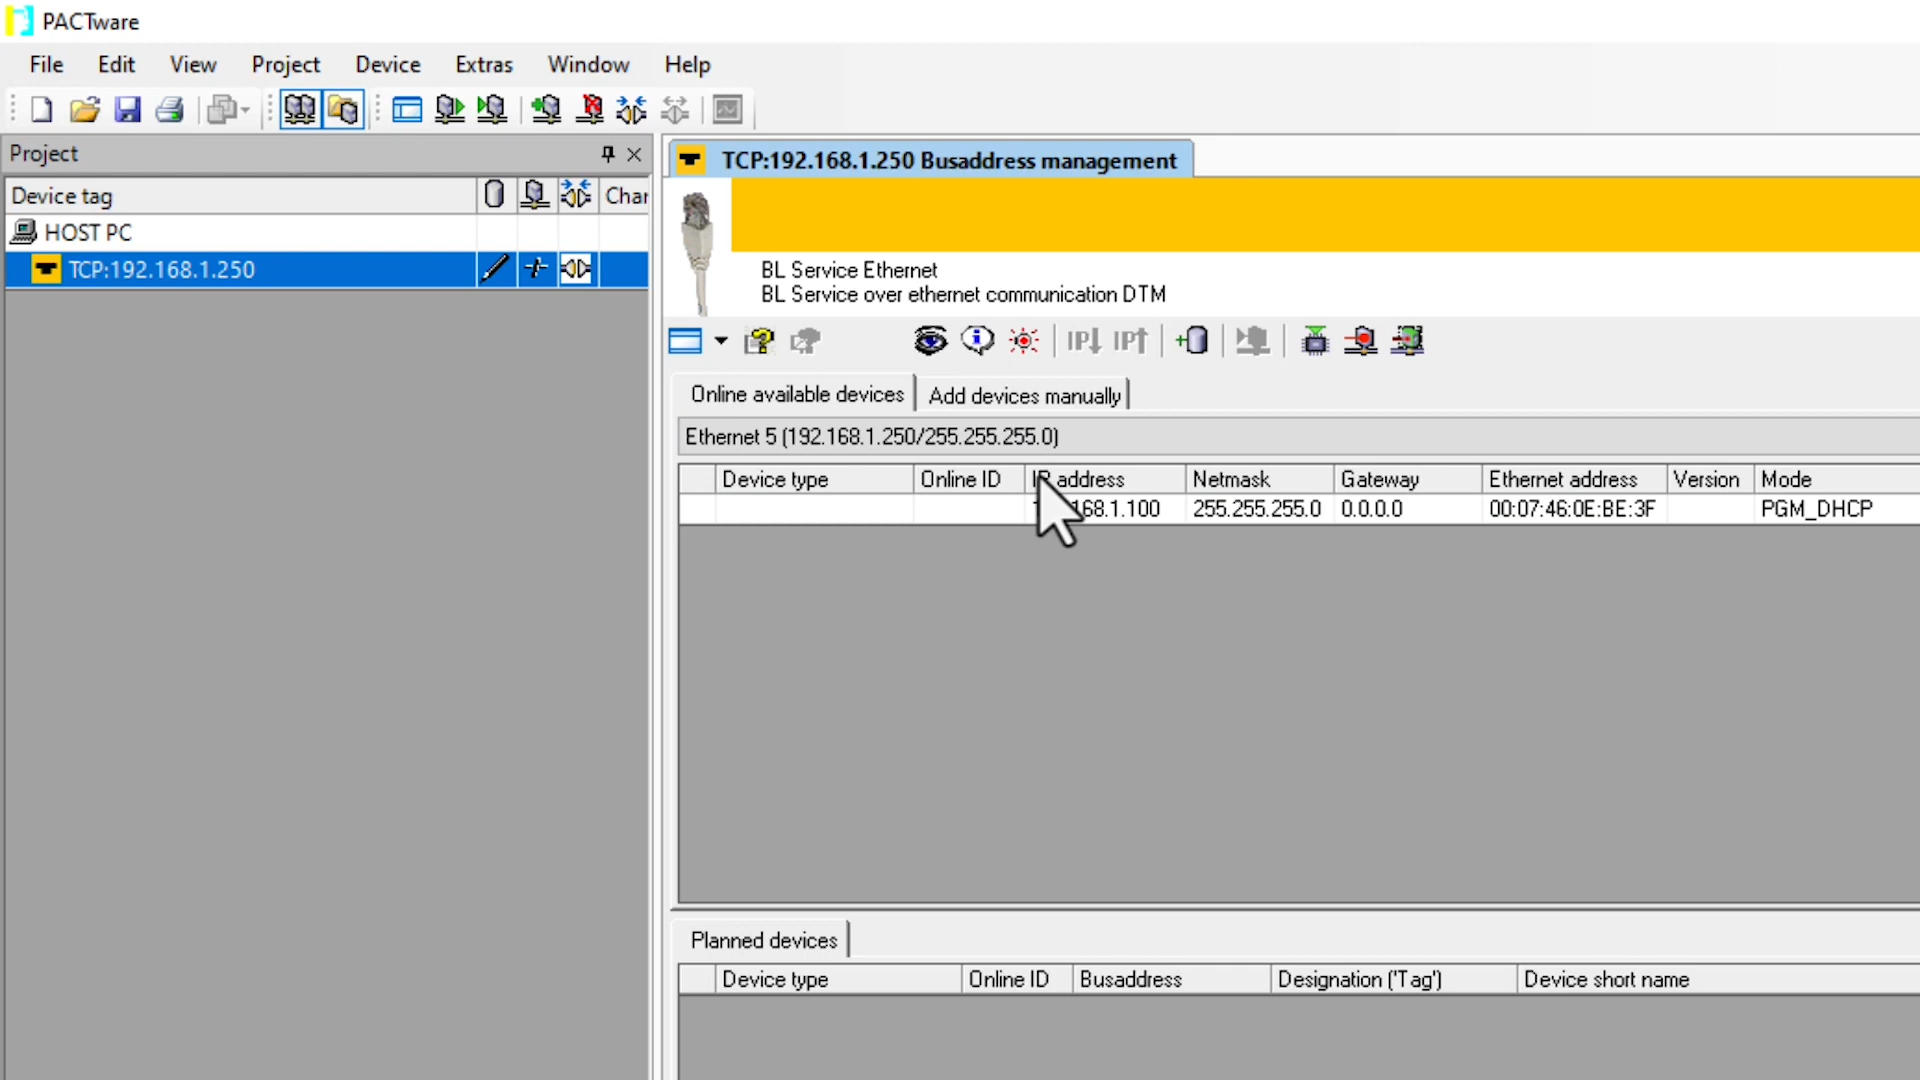 PACTware
File Edit View Project Device Extras Window Help
Project
Device tag
HOST PC
TCP:192.168.1.250
TCP:192.168.1.250 Busaddress management
BL Service Ethernet
BL Service over ethernet communication DTM
IP IP
Online available devices Add devices manually
Ethernet 5 (192.168.1.250/255.255.255.0)
Device type Online ID IP address Netmask Gateway Ethernet address Version Mode
68.1.100 255.255.255.0 0.0.0.0 00:07:46:0E:BE:3F PGM_DHCP
Planned devices
Device type Online ID Busaddress Designation ('Tag') Device short name